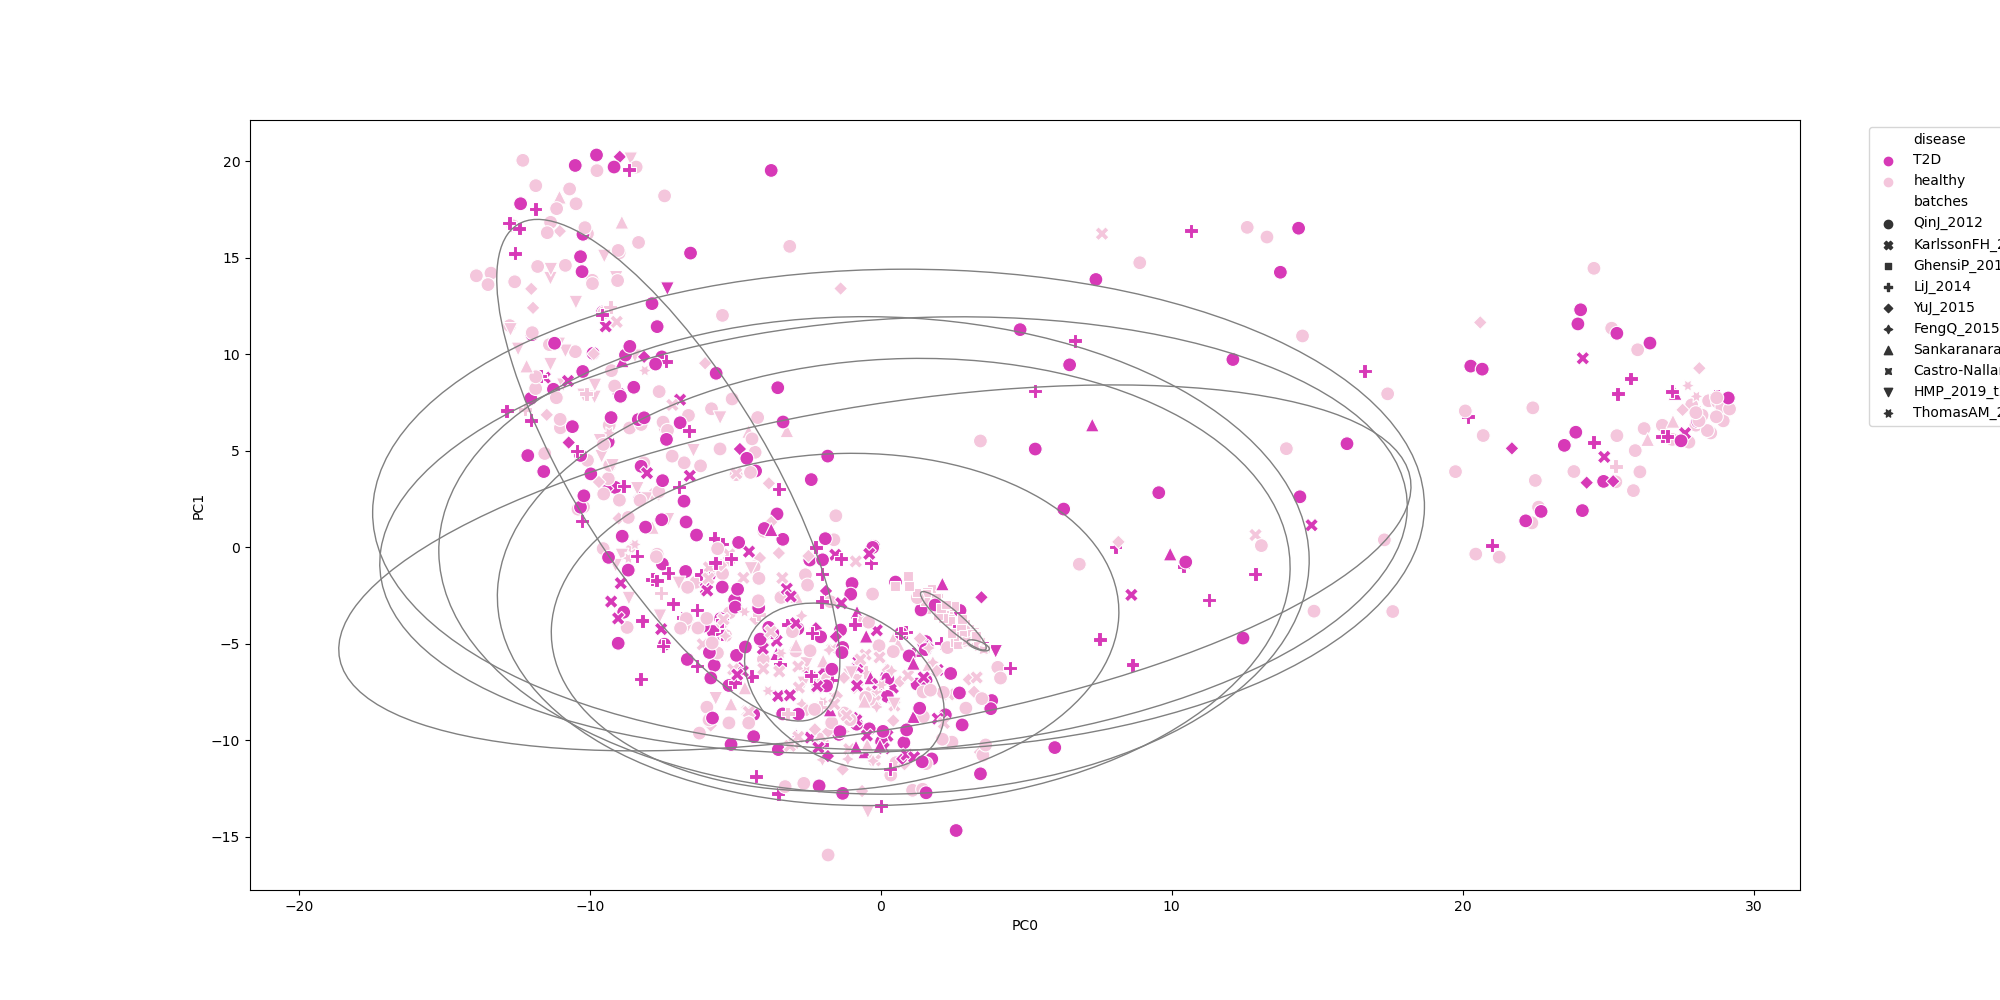 disease
T2D
healthy
batches
QinJ_2012
KarlssonFH_2
GhensiP_201
LiJ_2014
YuJ_2015
FengQ_2015
Sankaranara
Castro-Nallar
HMP_2019_t
ThomasAM_2
20
15
10
5
0
−5
−10
−15
PC1
−20
−10
0
10
20
30
PC0